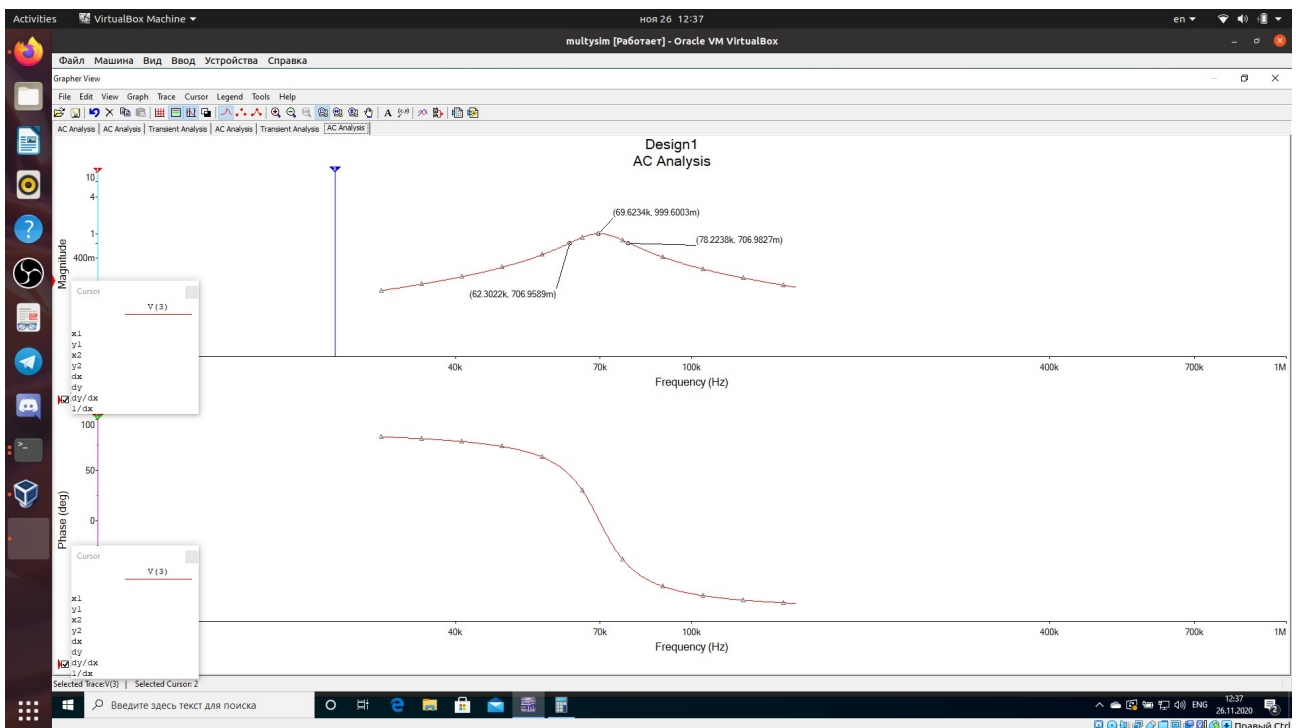 Activities VirtualBox Machine ноя 26 12:37 en
multysim [Работает] - Oracle VM VirtualBox
Файл Машина Вид Ввод Устройства Справка
Grapher View
File Edit View Graph Trace Cursor Legend Tools Help
AC Analysis AC Analysis Transient Analysis AC Analysis Transient Analysis AC Analysis
Design1
AC Analysis
10
4
1
400m
Magnitude
(69.6234k, 999.6003m)
(78.2238k, 706.9827m)
(62.3022k, 706.9589m)
Cursor
V(3)
x1
y1
x2
y2
dx
dy
dy/dx
1/dx
40k 70k 100k 400k 700k 1M
Frequency (Hz)
100
50
0
Phase (deg)
Cursor
V(3)
x1
y1
x2
y2
dx
dy
dy/dx
1/dx
40k 70k 100k 400k 700k 1M
Frequency (Hz)
Selected Trace:V(3) | Selected Cursor: 2
Введите здесь текст для поиска
ENG
12:37
26.11.2020
Правый Ctrl